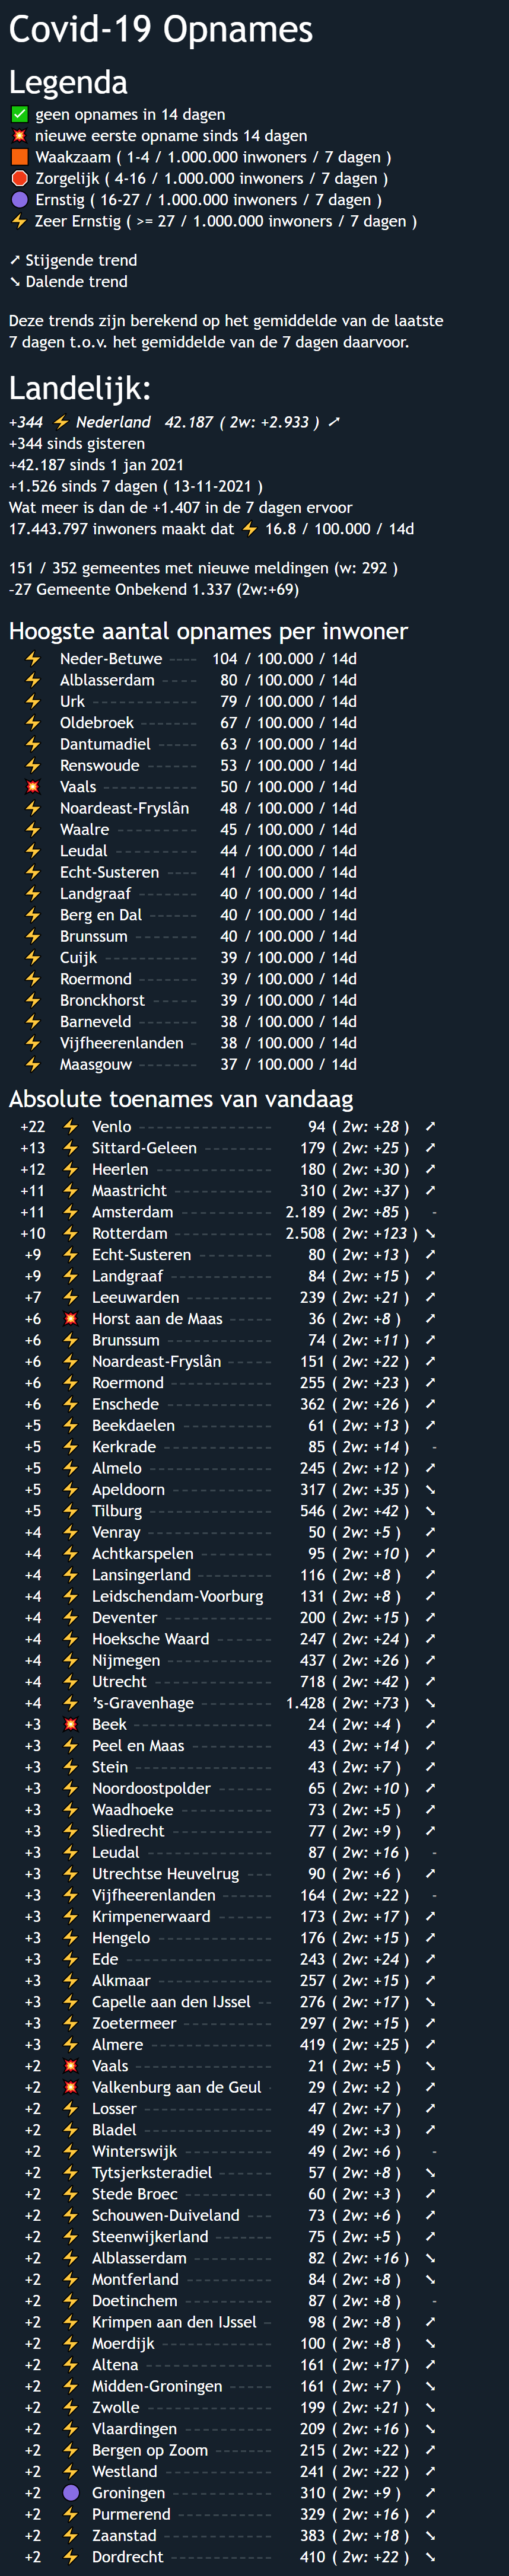 Covid-19 Opnames
Legenda
✅ geen opnames in 14 dagen
💥 nieuwe eerste opname sinds 14 dagen
🟧 Waakzaam ( 1-4 / 1.000.000 inwoners / 7 dagen )
🛑 Zorgelijk ( 4-16 / 1.000.000 inwoners / 7 dagen )
🟣 Ernstig ( 16-27 / 1.000.000 inwoners / 7 dagen )
⚡ Zeer Ernstig ( >= 27 / 1.000.000 inwoners / 7 dagen )
➚ Stijgende trend
➘ Dalende trend
Deze trends zijn berekend op het gemiddelde van de laatste
7 dagen t.o.v. het gemiddelde van de 7 dagen daarvoor.
Landelijk:
+344 ⚡ Nederland 42.187 ( 2w: +2.933 ) ➚
+344 sinds gisteren
+42.187 sinds 1 jan 2021
+1.526 sinds 7 dagen ( 13-11-2021 )
Wat meer is dan de +1.407 in de 7 dagen ervoor
17.443.797 inwoners maakt dat ⚡ 16.8 / 100.000 / 14d
151 / 352 gemeentes met nieuwe meldingen (w: 292 )
-27 Gemeente Onbekend 1.337 (2w:+69)
Hoogste aantal opnames per inwoner
⚡ Neder-Betuwe ---- 104 / 100.000 / 14d
⚡ Alblasserdam ----- 80 / 100.000 / 14d
⚡ Urk ----------- 79 / 100.000 / 14d
⚡ Oldebroek ------- 67 / 100.000 / 14d
⚡ Dantumadiel ----- 63 / 100.000 / 14d
⚡ Renswoude ------ 53 / 100.000 / 14d
💥 Vaals ---------- 50 / 100.000 / 14d
⚡ Noardeast-Fryslân 48 / 100.000 / 14d
⚡ Waalre --------- 45 / 100.000 / 14d
⚡ Leudal --------- 44 / 100.000 / 14d
⚡ Echt-Susteren ---- 41 / 100.000 / 14d
⚡ Landgraaf ------- 40 / 100.000 / 14d
⚡ Berg en Dal ------ 40 / 100.000 / 14d
⚡ Brunssum ------- 40 / 100.000 / 14d
⚡ Cuijk ---------- 39 / 100.000 / 14d
⚡ Roermond ------- 39 / 100.000 / 14d
⚡ Bronckhorst ----- 39 / 100.000 / 14d
⚡ Barneveld ------- 38 / 100.000 / 14d
⚡ Vijfheerenlanden - 38 / 100.000 / 14d
⚡ Maasgouw ------- 37 / 100.000 / 14d
Absolute toenames van vandaag
+22 ⚡ Venlo --------------- 94 ( 2w: +28 ) ➚
+13 ⚡ Sittard-Geleen -------- 179 ( 2w: +25 ) ➚
+12 ⚡ Heerlen -------------- 180 ( 2w: +30 ) ➚
+11 ⚡ Maastricht ------------ 310 ( 2w: +37 ) ➚
+11 ⚡ Amsterdam ----------- 2.189 ( 2w: +85 ) -
+10 ⚡ Rotterdam ------------ 2.508 ( 2w: +123 ) ➘
+9 ⚡ Echt-Susteren --------- 80 ( 2w: +13 ) ➚
+9 ⚡ Landgraaf ------------ 84 ( 2w: +15 ) ➚
+7 ⚡ Leeuwarden ---------- 239 ( 2w: +21 ) ➚
+6 💥 Horst aan de Maas ----- 36 ( 2w: +8 ) ➚
+6 ⚡ Brunssum ------------ 74 ( 2w: +11 ) ➚
+6 ⚡ Noardeast-Fryslân ----- 151 ( 2w: +22 ) ➚
+6 ⚡ Roermond ------------ 255 ( 2w: +23 ) ➚
+6 ⚡ Enschede ------------- 362 ( 2w: +26 ) ➚
+5 ⚡ Beekdaelen ----------- 61 ( 2w: +13 ) ➚
+5 ⚡ Kerkrade ------------- 85 ( 2w: +14 ) -
+5 ⚡ Almelo --------------- 245 ( 2w: +12 ) ➚
+5 ⚡ Apeldoorn ------------ 317 ( 2w: +35 ) ➘
+5 ⚡ Tilburg --------------- 546 ( 2w: +42 ) ➘
+4 ⚡ Venray --------------- 50 ( 2w: +5 ) ➚
+4 ⚡ Achtkarspelen --------- 95 ( 2w: +10 ) ➚
+4 ⚡ Lansingerland --------- 116 ( 2w: +8 ) ➚
+4 ⚡ Leidschendam-Voorburg 131 ( 2w: +8 ) ➚
+4 ⚡ Deventer ------------- 200 ( 2w: +15 ) ➚
+4 ⚡ Hoeksche Waard ------- 247 ( 2w: +24 ) ➚
+4 ⚡ Nijmegen ------------- 437 ( 2w: +26 ) ➚
+4 ⚡ Utrecht -------------- 718 ( 2w: +42 ) ➚
+4 ⚡ ’s-Gravenhage --------- 1.428 ( 2w: +73 ) ➘
+3 💥 Beek ---------------- 24 ( 2w: +4 ) ➚
+3 ⚡ Peel en Maas ---------- 43 ( 2w: +14 ) ➚
+3 ⚡ Stein ---------------- 43 ( 2w: +7 ) ➚
+3 ⚡ Noordoostpolder ------- 65 ( 2w: +10 ) ➚
+3 ⚡ Waadhoeke ----------- 73 ( 2w: +5 ) ➚
+3 ⚡ Sliedrecht ------------ 77 ( 2w: +9 ) ➚
+3 ⚡ Leudal --------------- 87 ( 2w: +16 ) -
+3 ⚡ Utrechtse Heuvelrug --- 90 ( 2w: +6 ) ➚
+3 ⚡ Vijfheerenlanden ------ 164 ( 2w: +22 ) -
+3 ⚡ Krimpenerwaard ------- 173 ( 2w: +17 ) ➚
+3 ⚡ Hengelo -------------- 176 ( 2w: +15 ) ➚
+3 ⚡ Ede ----------------- 243 ( 2w: +24 ) ➚
+3 ⚡ Alkmaar -------------- 257 ( 2w: +15 ) ➚
+3 ⚡ Capelle aan den IJssel -- 276 ( 2w: +17 ) ➘
+3 ⚡ Zoetermeer ----------- 297 ( 2w: +15 ) ➚
+3 ⚡ Almere --------------- 419 ( 2w: +25 ) ➚
+2 💥 Vaals ---------------- 21 ( 2w: +5 ) ➘
+2 💥 Valkenburg aan de Geul - 29 ( 2w: +2 ) ➚
+2 ⚡ Losser --------------- 47 ( 2w: +7 ) ➚
+2 ⚡ Bladel --------------- 49 ( 2w: +3 ) ➚
+2 ⚡ Winterswijk ----------- 49 ( 2w: +6 ) -
+2 ⚡ Tytsjerksteradiel ------- 57 ( 2w: +8 ) ➘
+2 ⚡ Stede Broec ----------- 60 ( 2w: +3 ) ➚
+2 ⚡ Schouwen-Duiveland --- 73 ( 2w: +6 ) ➚
+2 ⚡ Steenwijkerland ------- 75 ( 2w: +5 ) ➚
+2 ⚡ Alblasserdam ---------- 82 ( 2w: +16 ) ➘
+2 ⚡ Montferland ----------- 84 ( 2w: +8 ) ➘
+2 ⚡ Doetinchem ----------- 87 ( 2w: +8 ) -
+2 ⚡ Krimpen aan den IJssel - 98 ( 2w: +8 ) ➚
+2 ⚡ Moerdijk ------------- 100 ( 2w: +8 ) ➘
+2 ⚡ Altena --------------- 161 ( 2w: +17 ) ➚
+2 ⚡ Midden-Groningen ----- 161 ( 2w: +7 ) ➘
+2 ⚡ Zwolle --------------- 199 ( 2w: +21 ) ➘
+2 ⚡ Vlaardingen ----------- 209 ( 2w: +16 ) ➘
+2 ⚡ Bergen op Zoom ------- 215 ( 2w: +22 ) ➚
+2 ⚡ Westland ------------- 241 ( 2w: +22 ) ➚
+2 🟣 Groningen ------------ 310 ( 2w: +9 ) ➚
+2 ⚡ Purmerend ------------ 329 ( 2w: +16 ) ➚
+2 ⚡ Zaanstad ------------- 383 ( 2w: +18 ) ➘
+2 ⚡ Dordrecht ------------ 410 ( 2w: +22 ) ➘